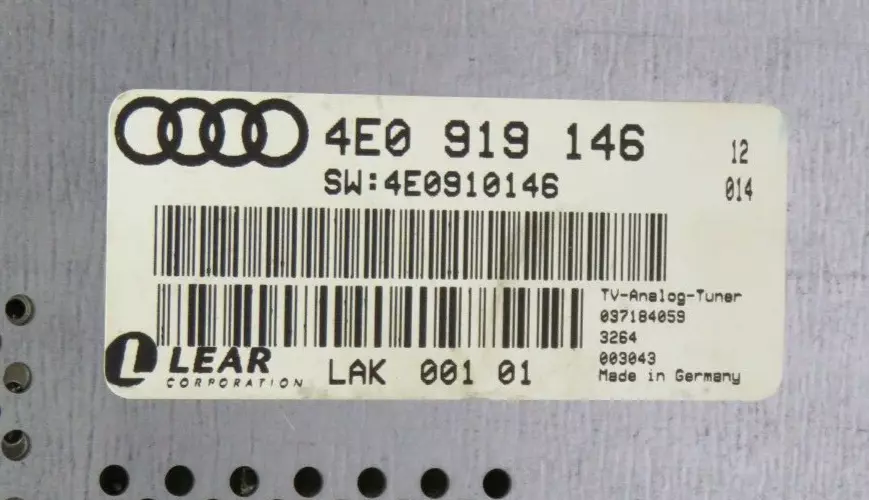 4E0 919 146 12
SW:4E0910146 014
TV-Analog-Tuner
037184059
3264
003043
Made in Germany
LEAR
CORPORATION
LAK 001 01